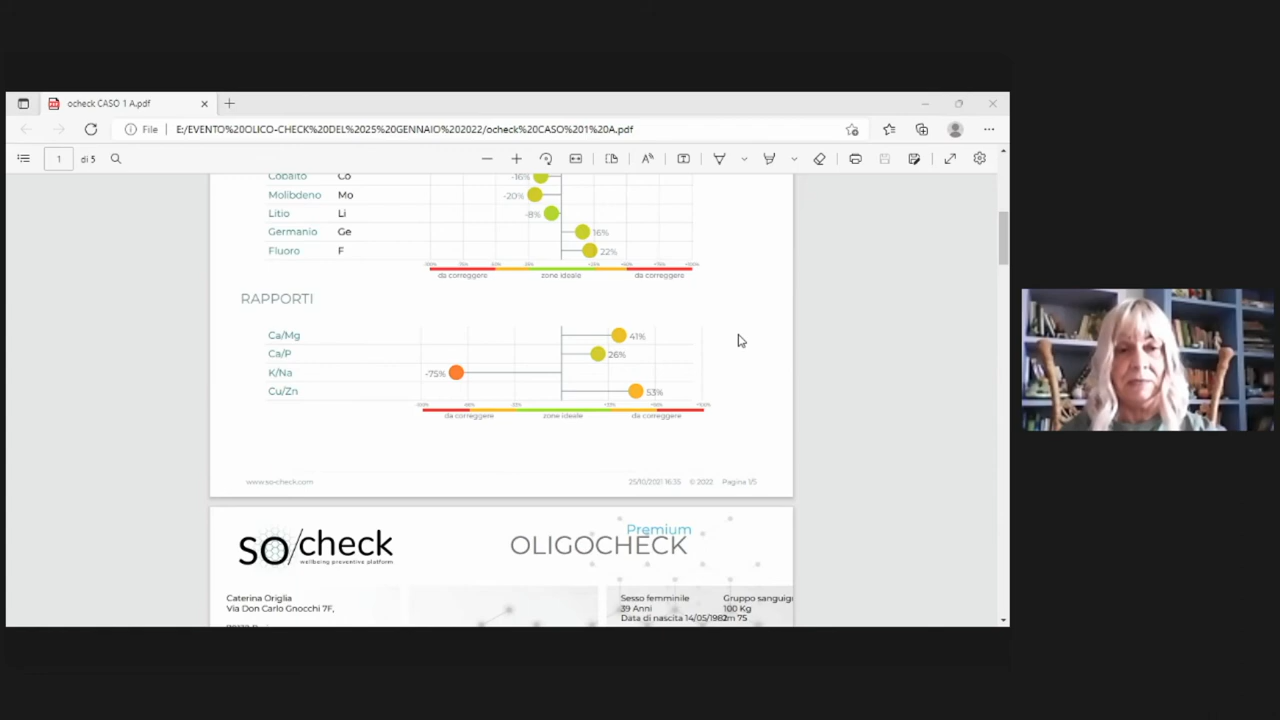 ocheck CASO 1 A.pdf
File E:/EVENTO%20OLICO-CHECK%20DEL%2025%20GENNAIO%202022/ocheck%20CASO%201%20A.pdf
1 di 5
Cobalto Co -16%
Molibdeno Mo -20%
Litio Li -8%
Germanio Ge 16%
Fluoro F 22%
da correggere zone ideale da correggere
RAPPORTI
Ca/Mg 41%
Ca/P 26%
K/Na -75%
Cu/Zn 53%
da correggere zone ideale da correggere
www.so-check.com 25/10/2021 16:35 © 2022 Pagina 1/5
so/check
wellbeing preventive platform
Premium
OLIGOCHECK
Caterina Origlia Sesso femminile Gruppo sanguign
Via Don Carlo Gnocchi 7F, 39 Anni 100 Kg
Data di nascita 14/05/1982 m 75